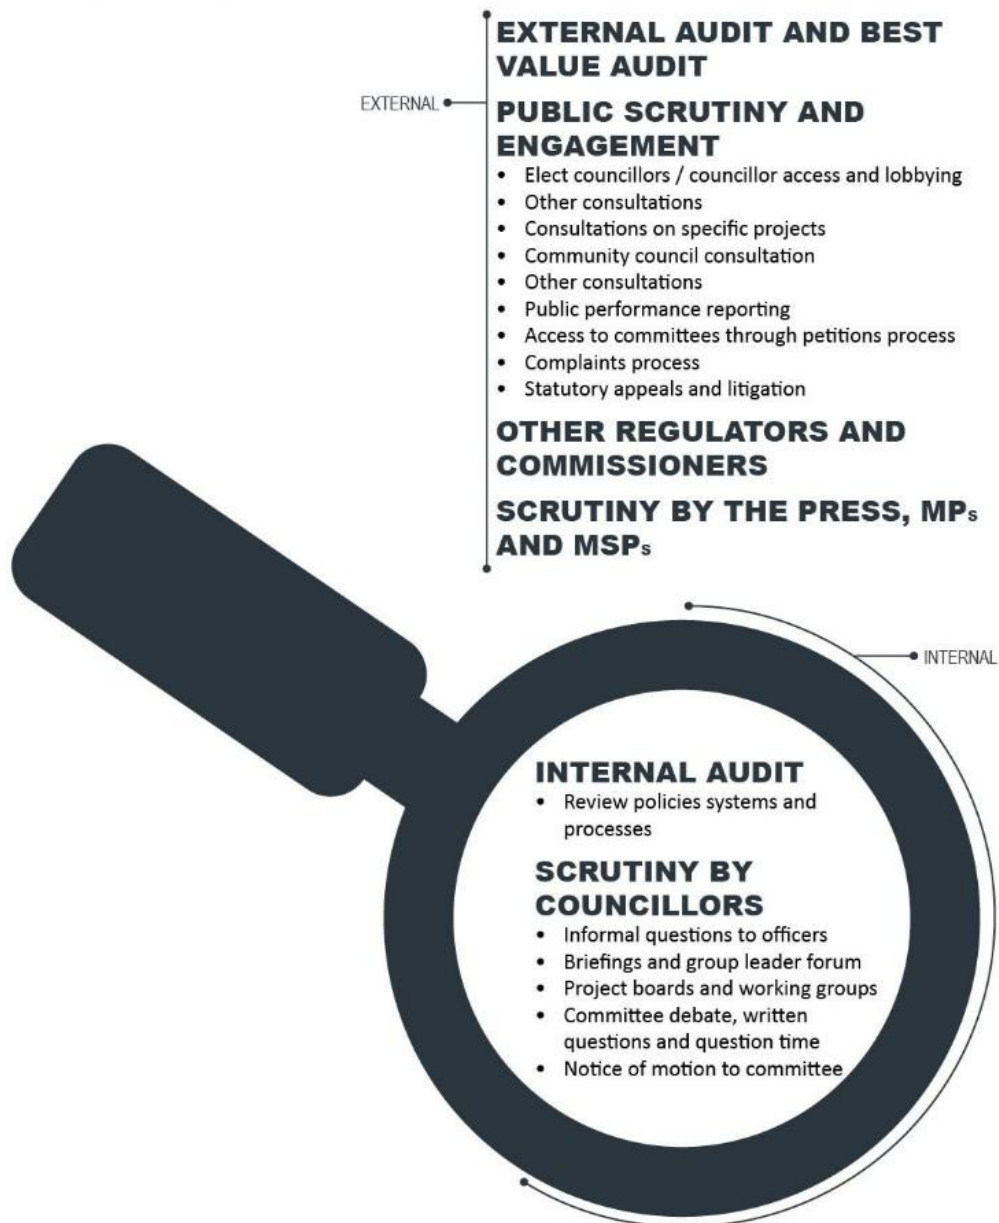 EXTERNAL AUDIT AND BEST
VALUE AUDIT
EXTERNAL
PUBLIC SCRUTINY AND
ENGAGEMENT
• Elect councillors / councillor access and lobbying
• Other consultations
• Consultations on specific projects
• Community council consultation
• Other consultations
• Public performance reporting
• Access to committees through petitions process
• Complaints process
• Statutory appeals and litigation
OTHER REGULATORS AND
COMMISSIONERS
SCRUTINY BY THE PRESS, MPs
AND MSPs
INTERNAL
INTERNAL AUDIT
• Review policies systems and
processes
SCRUTINY BY
COUNCILLORS
• Informal questions to officers
• Briefings and group leader forum
• Project boards and working groups
• Committee debate, written
questions and question time
• Notice of motion to committee